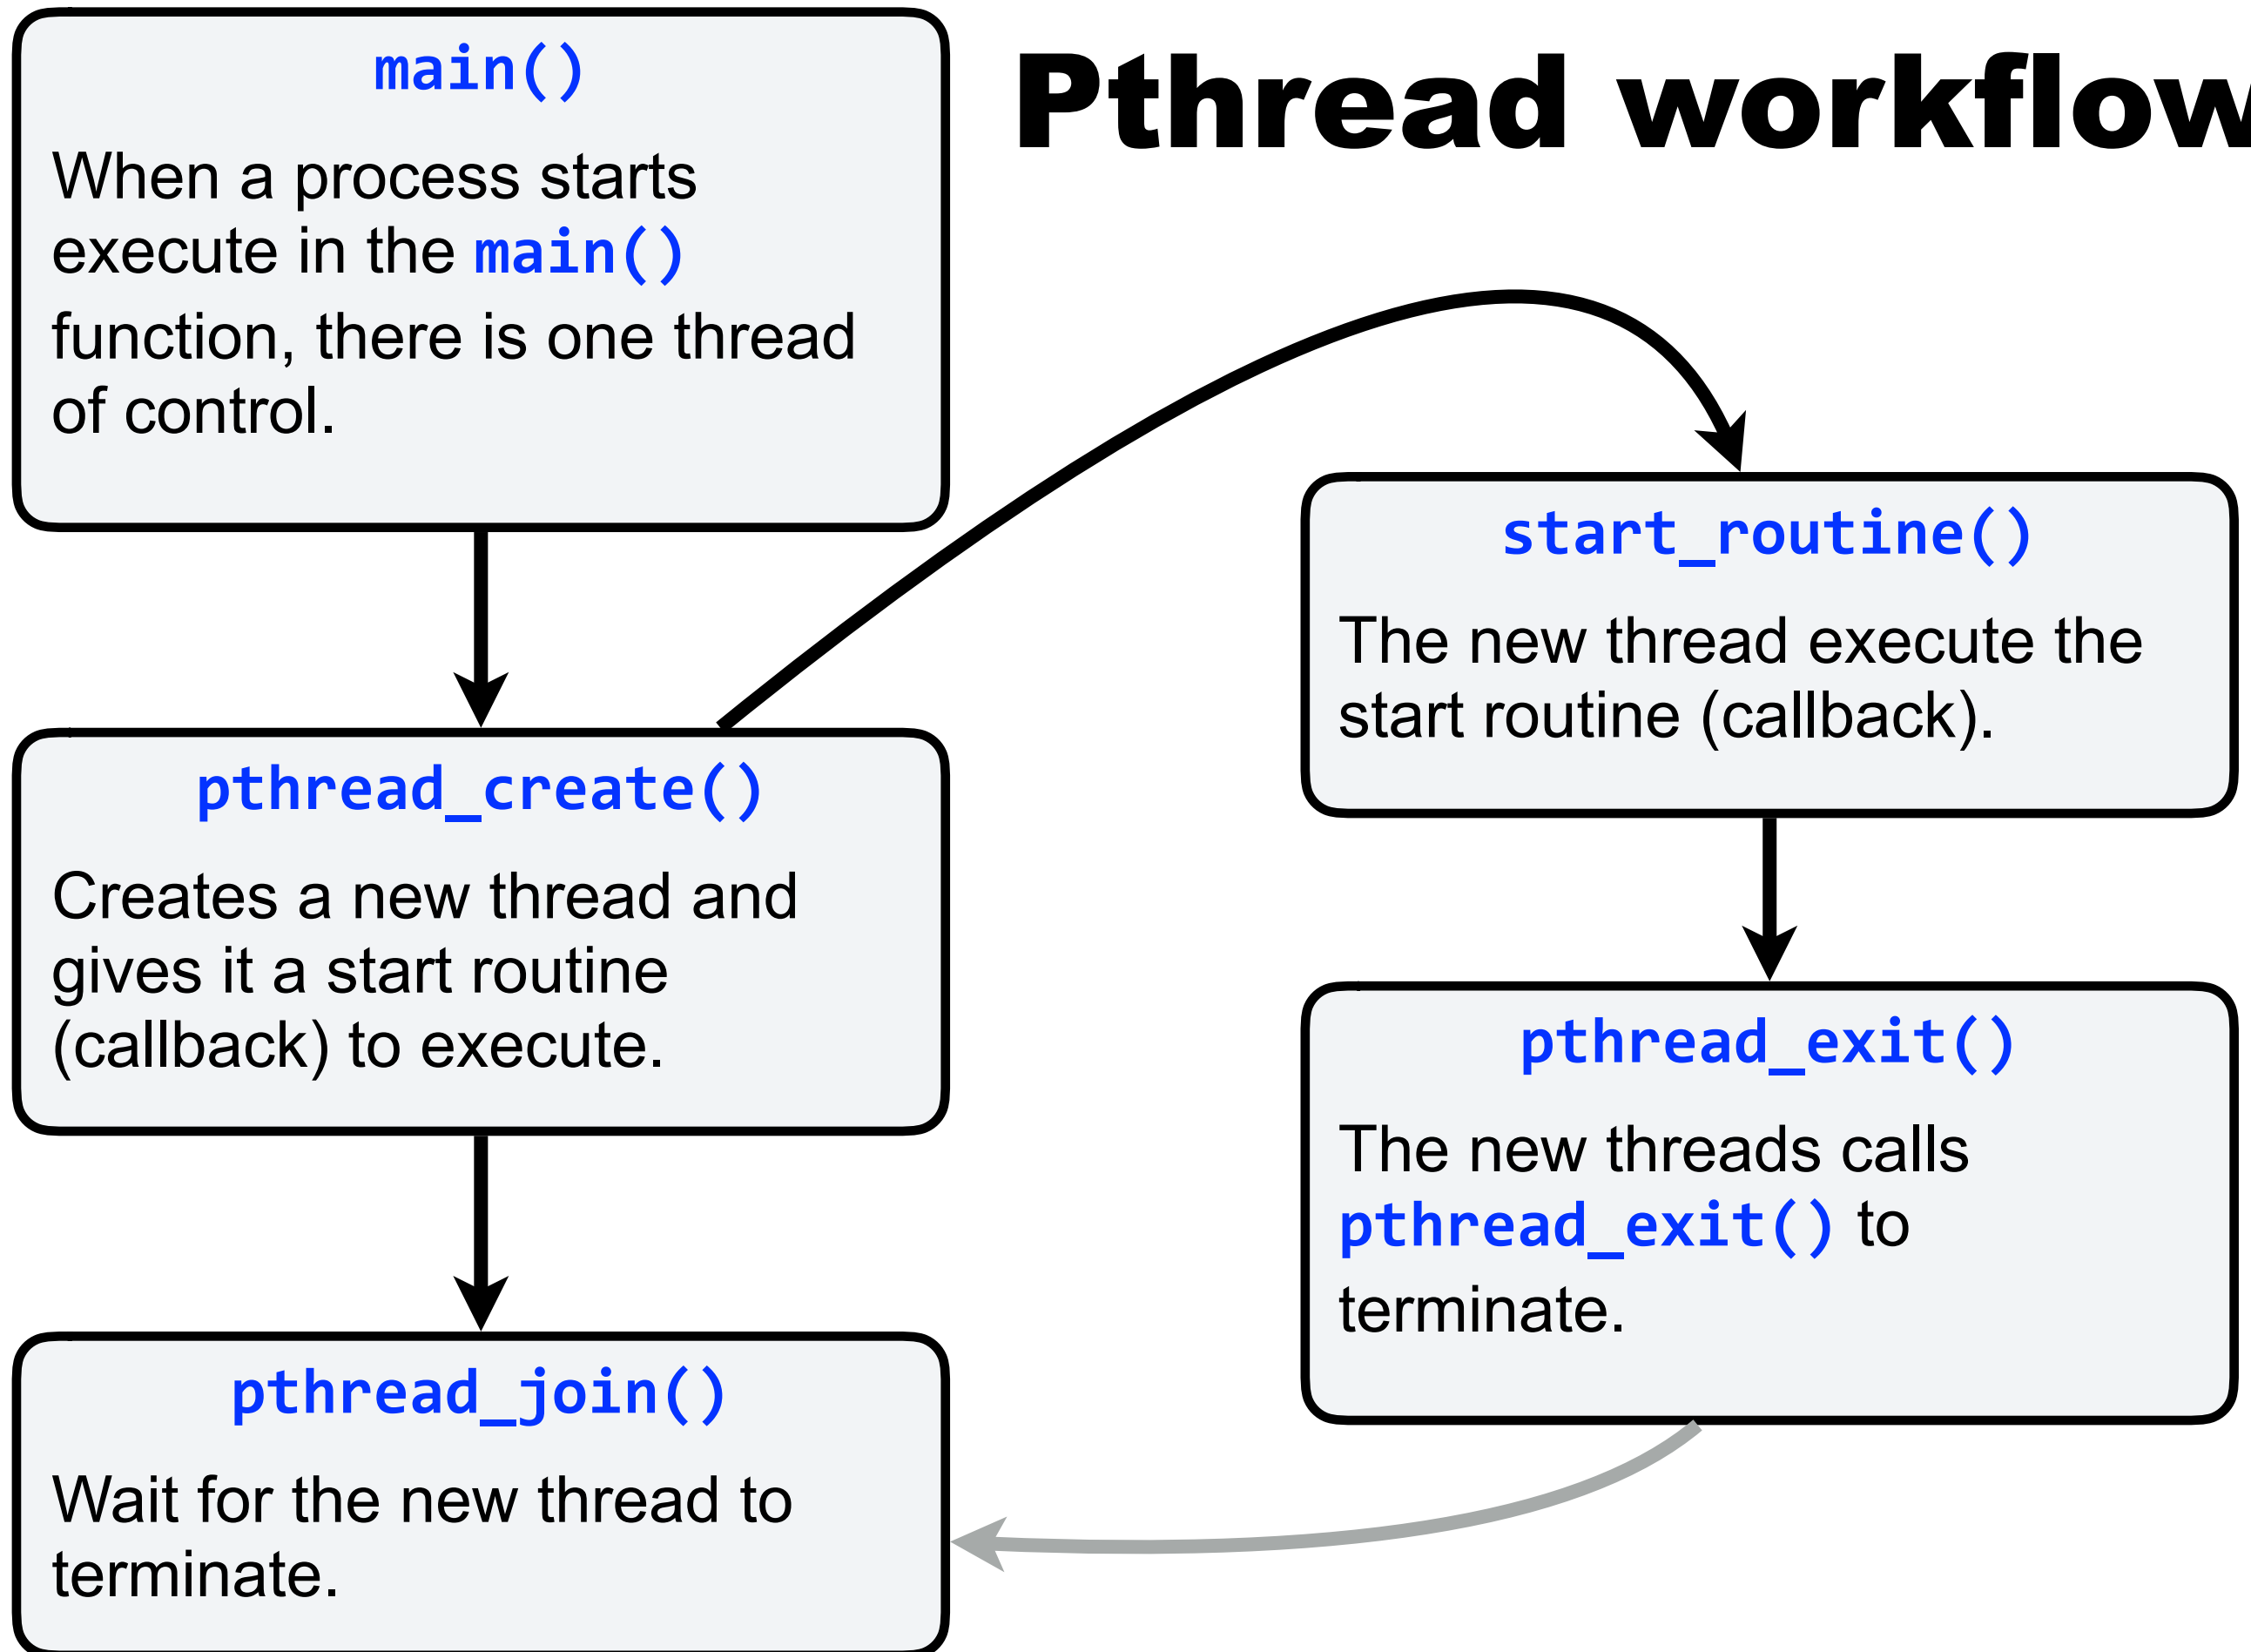 Pthread workflow
main()
When a process starts
execute in the main()
function, there is one thread
of control.
pthread_create()
Creates a new thread and
gives it a start routine
(callback) to execute.
pthread_join()
Wait for the new thread to
terminate.
start_routine()
The new thread execute the
start routine (callback).
pthread_exit()
The new threads calls
pthread_exit() to
terminate.